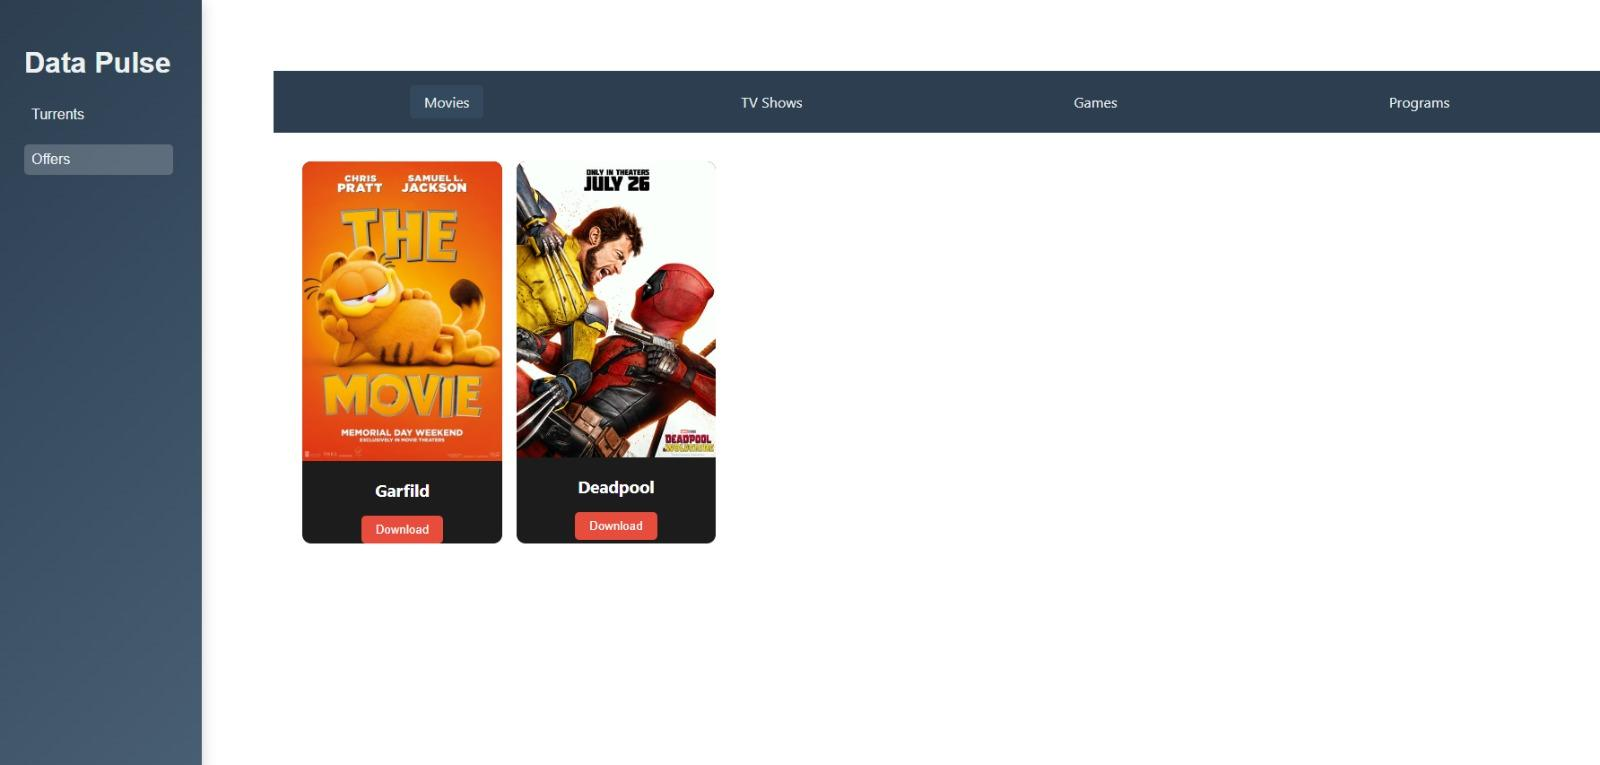 Data Pulse
Turrents
Offers
Movies
TV Shows
Games
Programs
CHRIS PRATT
SAMUEL L. JACKSON
THE
MOVIE
MEMORIAL DAY WEEKEND
EXCLUSIVELY IN MOVIE THEATERS
Garfild
Download
ONLY IN THEATERS
JULY 26
DEADPOOL
& WOLVERINE
Deadpool
Download